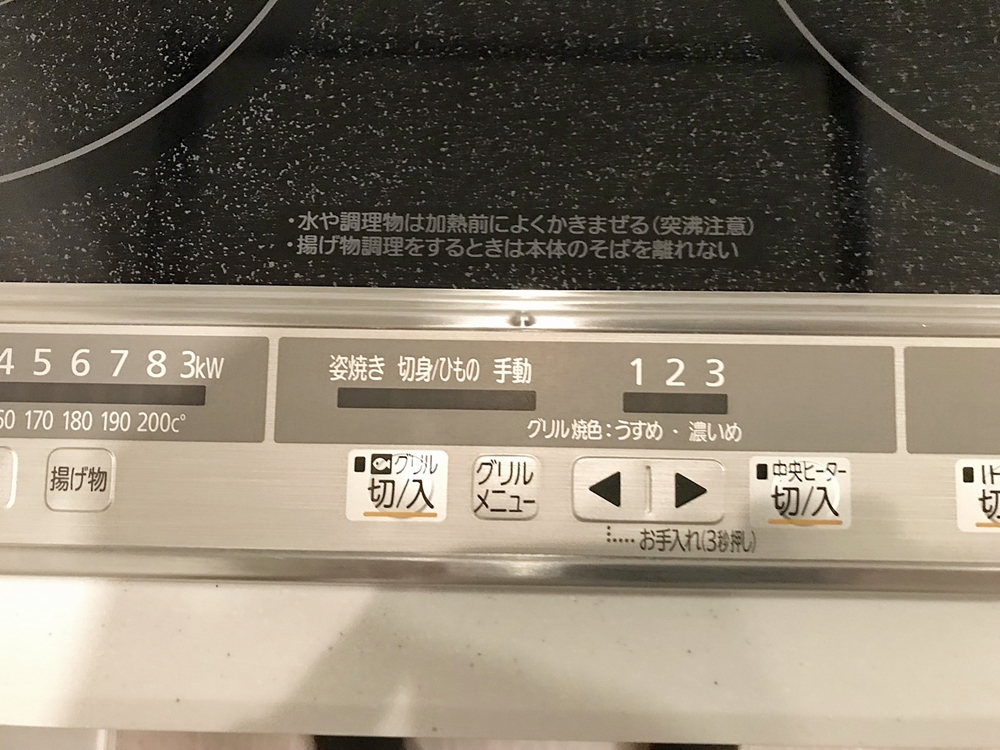 ・水や調理物は加熱前によくかきまぜる(突沸注意)
・揚げ物調理をするときは本体のそばを離れない
4 5 6 7 8 3kW
60 170 180 190 200c°
姿焼き 切身/ひもの 手動
1 2 3
グリル焼色:うすめ・濃いめ
揚げ物
グリル
切/入
グリル
メニュー
お手入れ(3秒押し)
中央ヒーター
切/入
IH
切